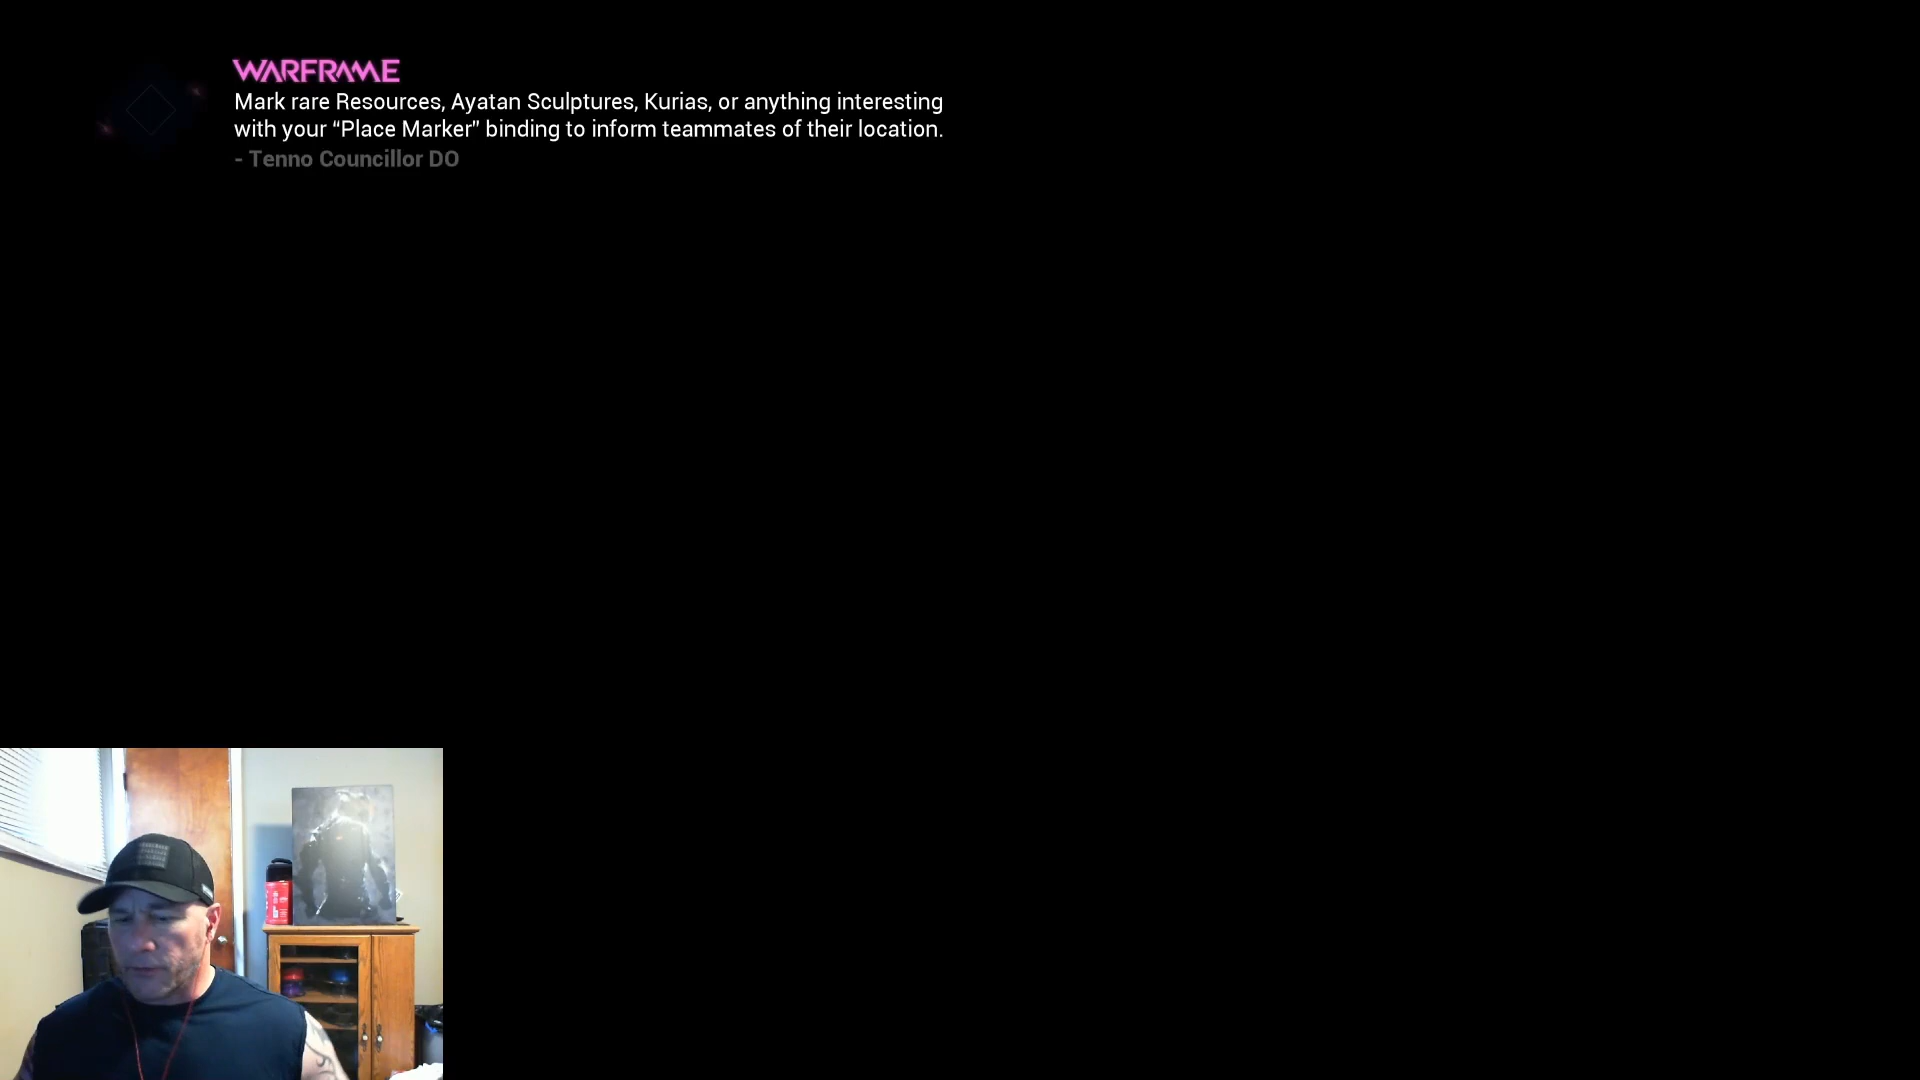 WARFRAME
Mark rare Resources, Ayatan Sculptures, Kurias, or anything interesting
with your “Place Marker” binding to inform teammates of their location.
- Tenno Councillor DO